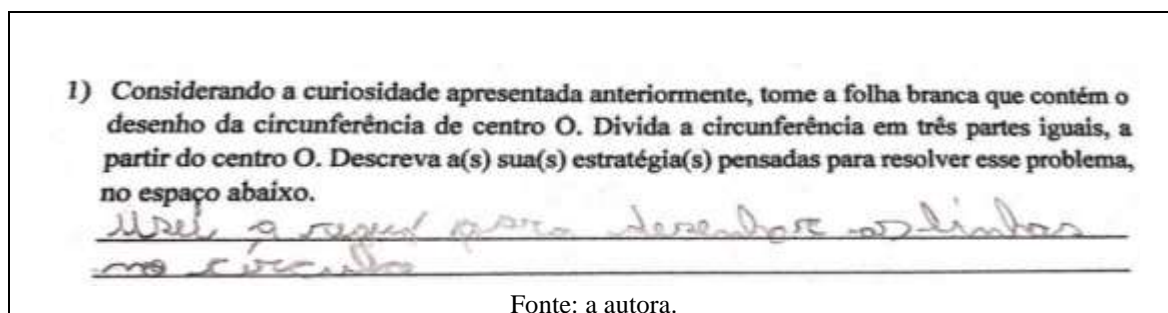 1) Considerando a curiosidade apresentada anteriormente, tome a folha branca que contém o
desenho da circunferência de centro O. Divida a circunferência em três partes iguais, a
partir do centro O. Descreva a(s) sua(s) estratégia(s) pensadas para resolver esse problema,
no espaço abaixo.
Usei a regua para desenhar as linhas
no círculo
Fonte: a autora.